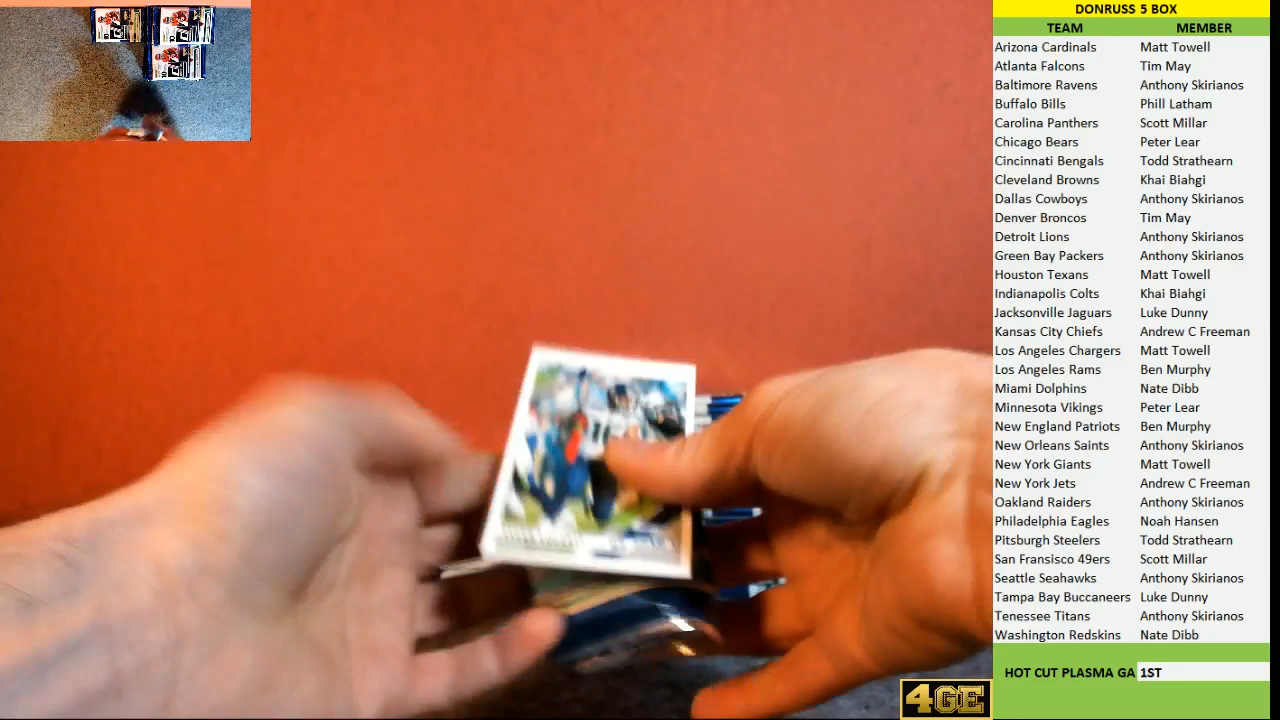 DONRUSS 5 BOX
TEAM MEMBER
Arizona Cardinals Matt Towell
Atlanta Falcons Tim May
Baltimore Ravens Anthony Skirianos
Buffalo Bills Phill Latham
Carolina Panthers Scott Millar
Chicago Bears Peter Lear
Cincinnati Bengals Todd Strathearn
Cleveland Browns Khai Biahgi
Dallas Cowboys Anthony Skirianos
Denver Broncos Tim May
Detroit Lions Anthony Skirianos
Green Bay Packers Anthony Skirianos
Houston Texans Matt Towell
Indianapolis Colts Khai Biahgi
Jacksonville Jaguars Luke Dunny
Kansas City Chiefs Andrew C Freeman
Los Angeles Chargers Matt Towell
Los Angeles Rams Ben Murphy
Miami Dolphins Nate Dibb
Minnesota Vikings Peter Lear
New England Patriots Ben Murphy
New Orleans Saints Anthony Skirianos
New York Giants Matt Towell
New York Jets Andrew C Freeman
Oakland Raiders Anthony Skirianos
Philadelphia Eagles Noah Hansen
Pitsburgh Steelers Todd Strathearn
San Fransisco 49ers Scott Millar
Seattle Seahawks Anthony Skirianos
Tampa Bay Buccaneers Luke Dunny
Tenessee Titans Anthony Skirianos
Washington Redskins Nate Dibb
HOT CUT PLASMA GA 1ST
4GE